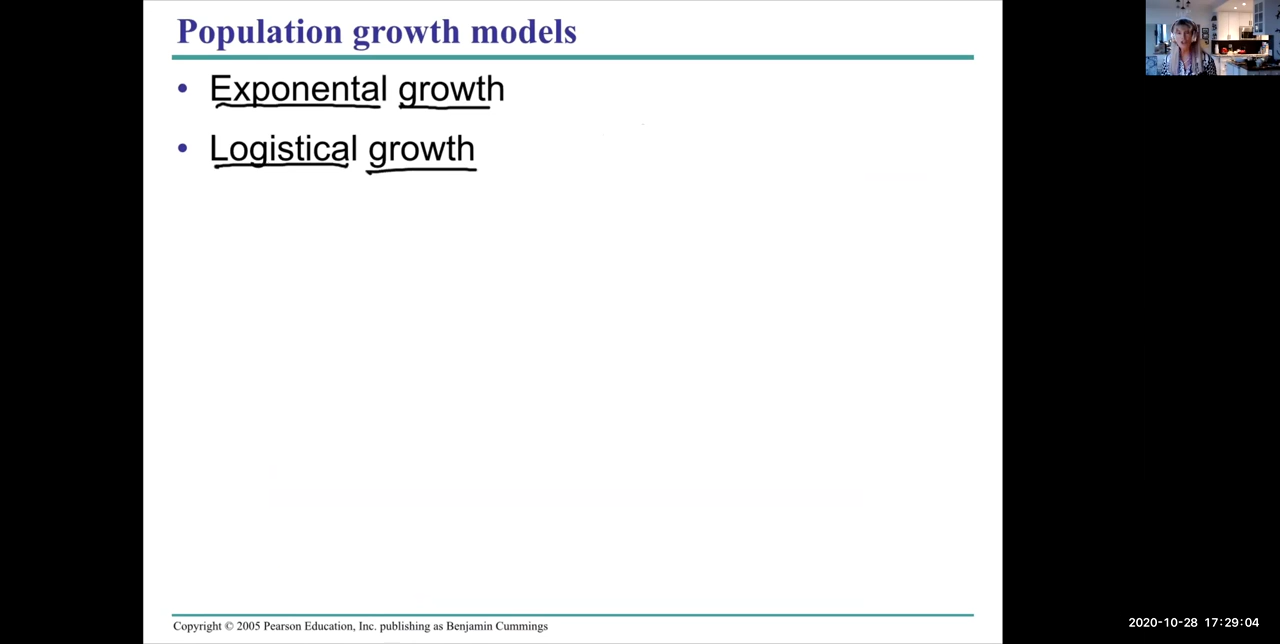 Population growth models
• Exponental growth
• Logistical growth
Copyright © 2005 Pearson Education, Inc. publishing as Benjamin Cummings
2020-10-28 17:29:04